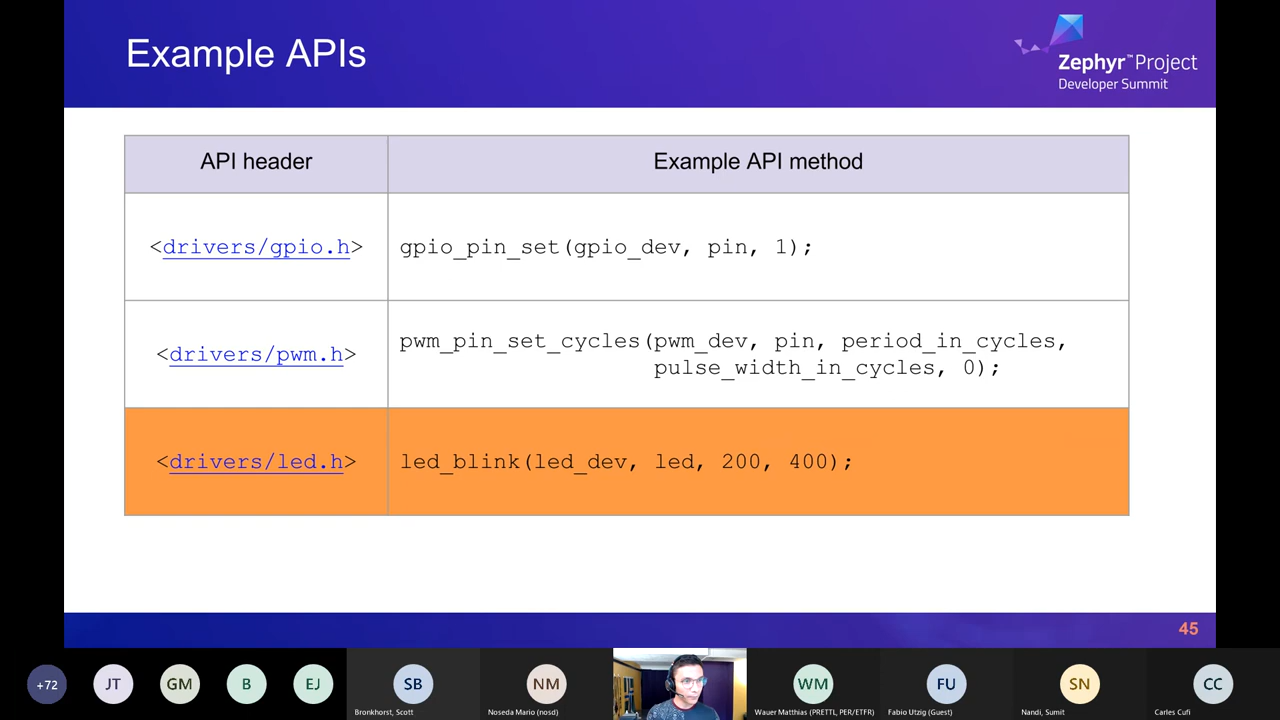 Example APIs
Zephyr™Project
Developer Summit
API header
Example API method
<drivers/gpio.h>
gpio_pin_set(gpio_dev, pin, 1);
<drivers/pwm.h>
pwm_pin_set_cycles(pwm_dev, pin, period_in_cycles,
pulse_width_in_cycles, 0);
<drivers/led.h>
led_blink(led_dev, led, 200, 400);
45
+72
JT
GM
B
EJ
SB
Bronkhorst, Scott
NM
Noseda Mario (nosd)
WM
Wauer Matthias (PRETTL, PER/ETFR)
FU
Fabio Utzig (Guest)
SN
Nandi, Sumit
CC
Carles Cufi